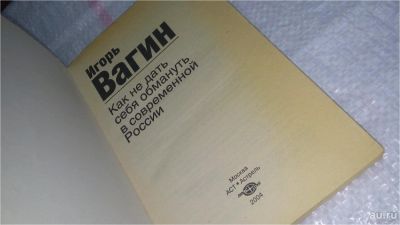 Игорь
Вагин
Как не дать
себя обмануть
в современной
России
Москва
АСТ • Астрель
2004
au.ru